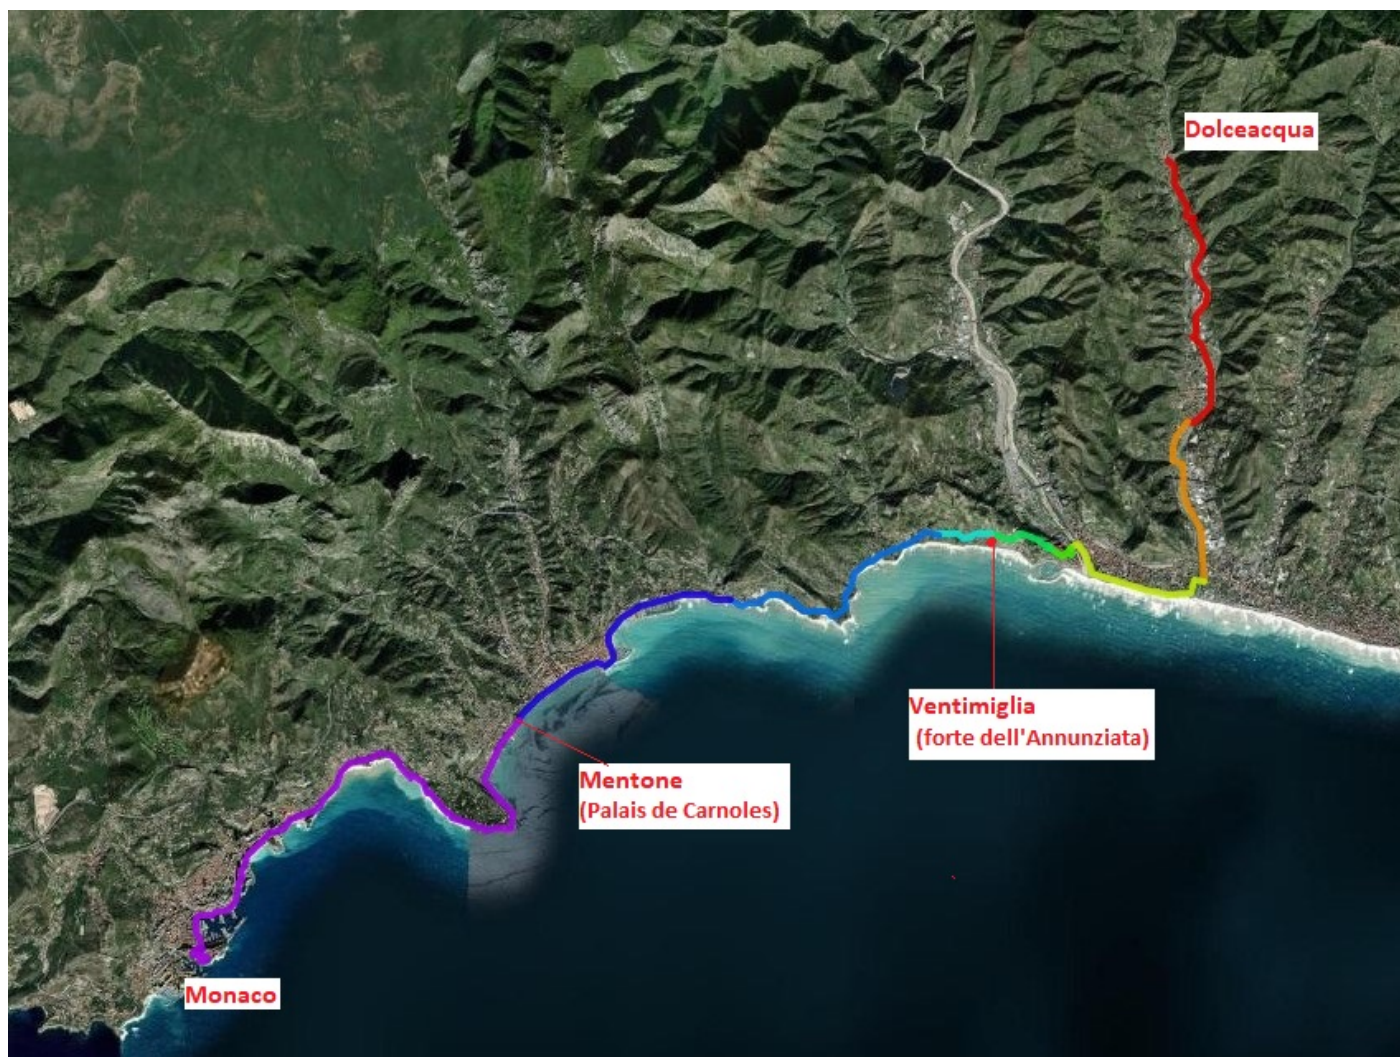 Dolceacqua
Ventimiglia
(forte dell'Annunziata)
Mentone
(Palais de Carnoles)
Monaco